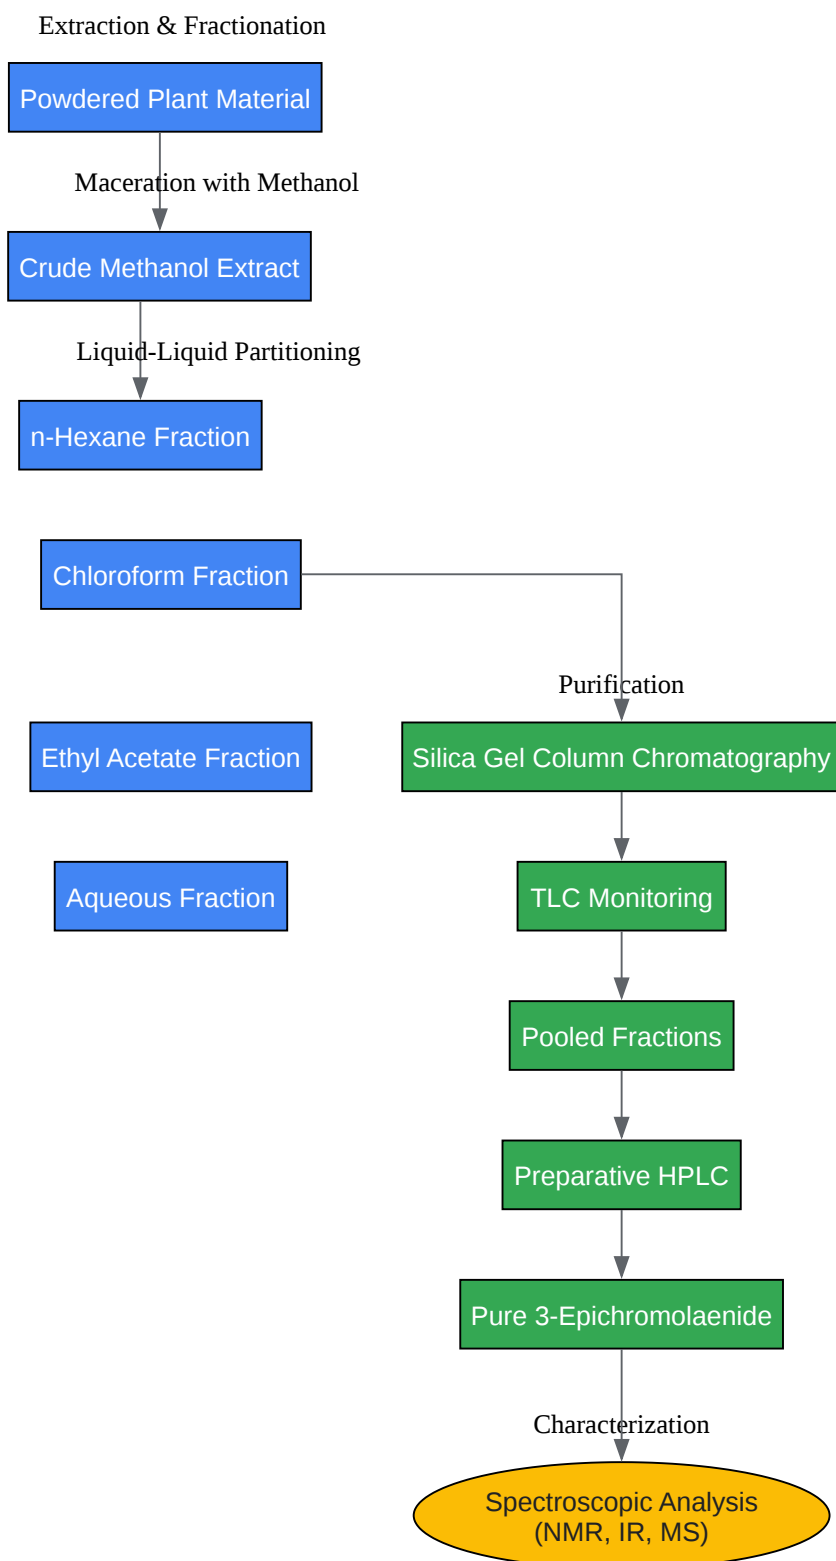 Extraction & Fractionation
Powdered Plant Material
Maceration with Methanol
Crude Methanol Extract
Liquid-Liquid Partitioning
n-Hexane Fraction
Chloroform Fraction
Purification
Ethyl Acetate Fraction
Silica Gel Column Chromatography
Aqueous Fraction
TLC Monitoring
Pooled Fractions
Preparative HPLC
Pure 3-Epichromolaenide
Characterization
Spectroscopic Analysis
(NMR, IR, MS)